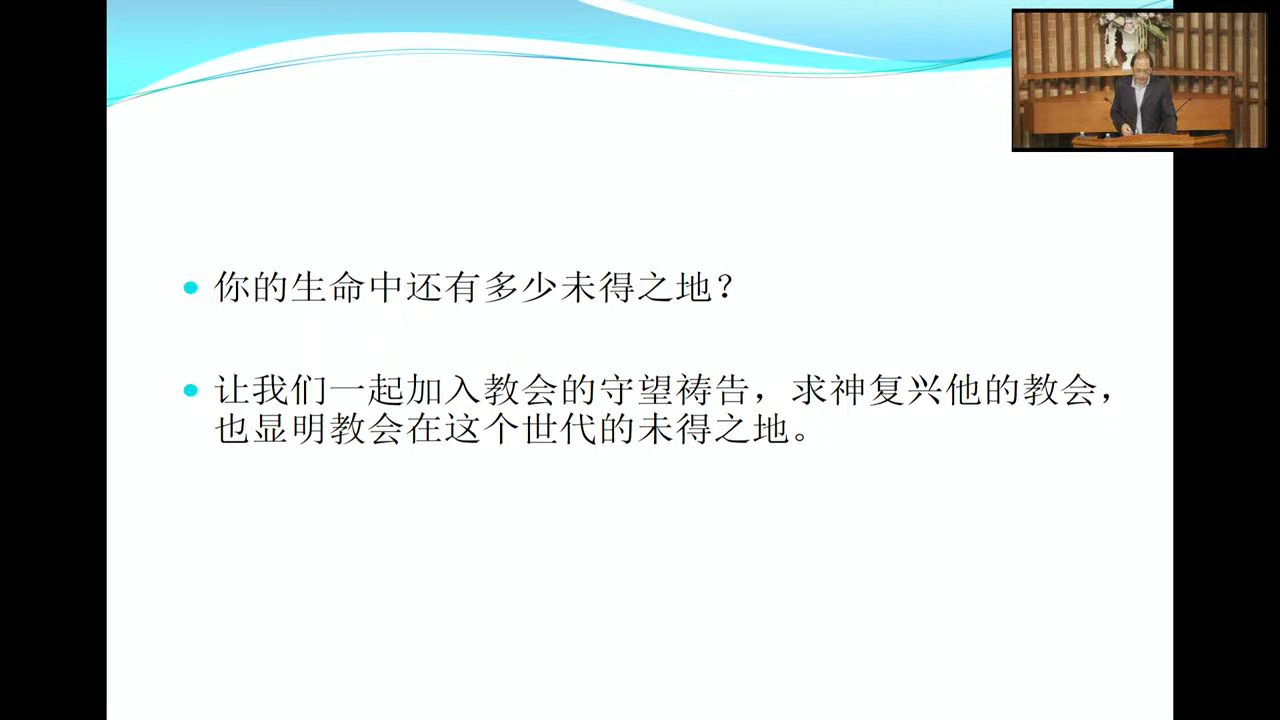 你的生命中还有多少未得之地？
让我们一起加入教会的守望祷告，求神复兴他的教会，
也显明教会在这个世代的未得之地。